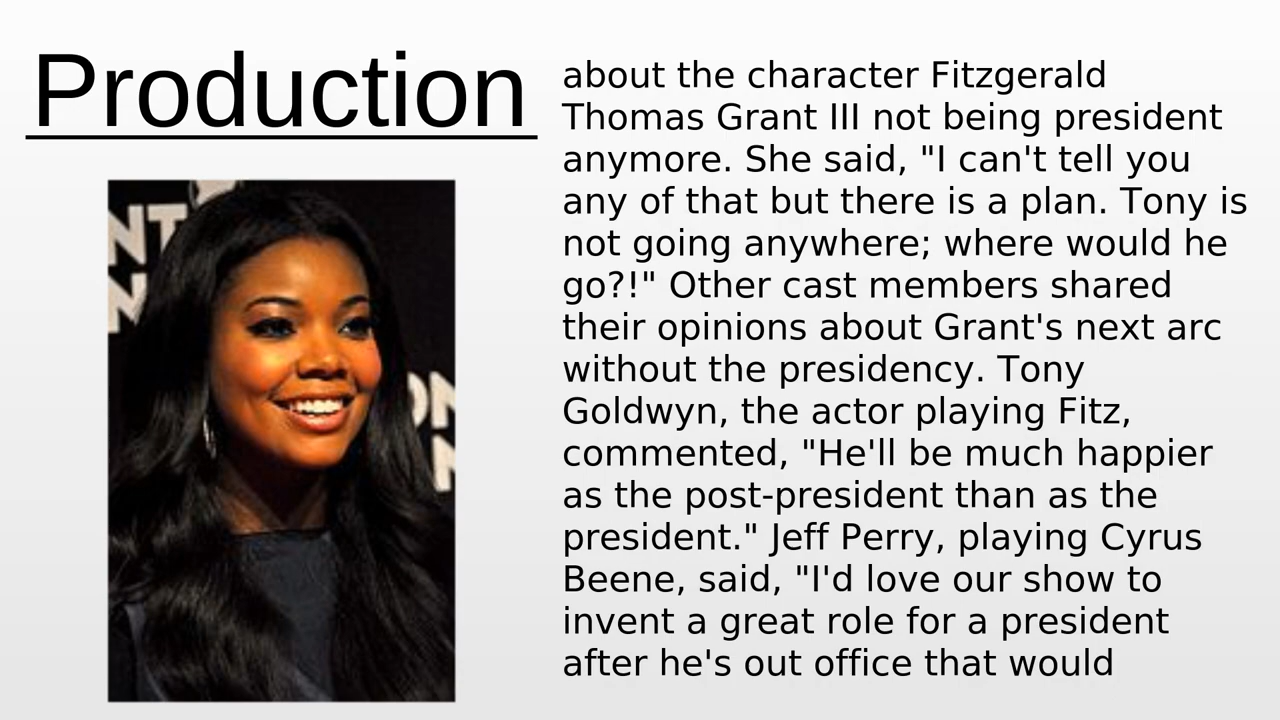 Production
about the character Fitzgerald
Thomas Grant III not being president
anymore. She said, "I can't tell you
any of that but there is a plan. Tony is
not going anywhere; where would he
go?!" Other cast members shared
their opinions about Grant's next arc
without the presidency. Tony
Goldwyn, the actor playing Fitz,
commented, "He'll be much happier
as the post-president than as the
president." Jeff Perry, playing Cyrus
Beene, said, "I'd love our show to
invent a great role for a president
after he's out office that would